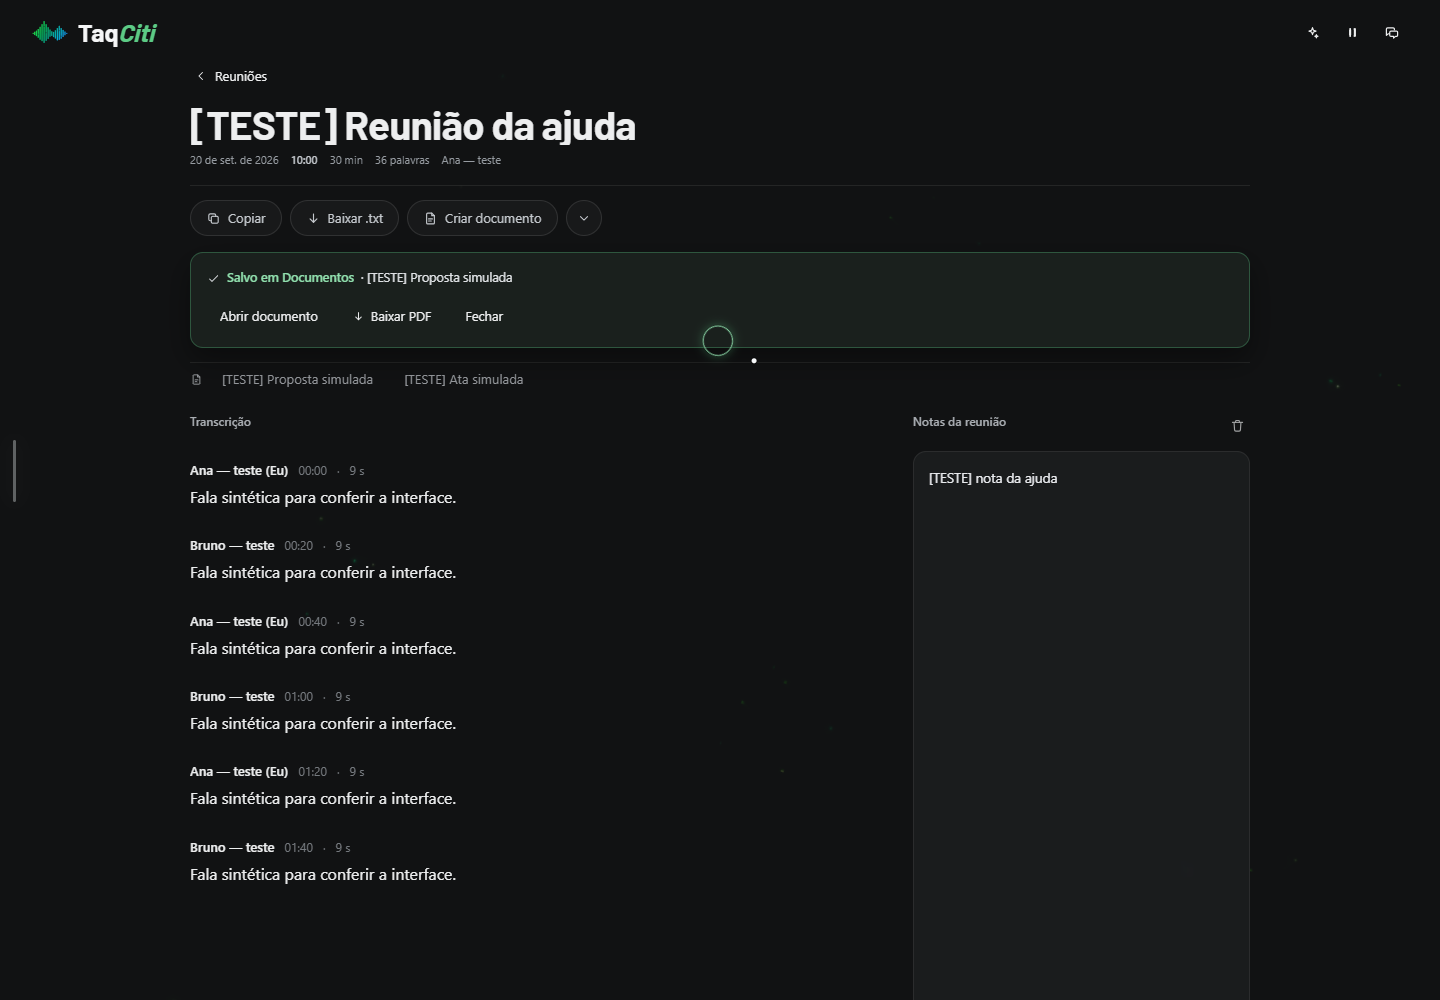 TaqCiti
Reuniões
[TESTE] Reunião da ajuda
20 de set. de 2026 10:00 30 min 36 palavras Ana — teste
Copiar Baixar .txt Criar documento
Salvo em Documentos · [TESTE] Proposta simulada
Abrir documento Baixar PDF Fechar
[TESTE] Proposta simulada [TESTE] Ata simulada
Transcrição
Ana — teste (Eu) 00:00 · 9 s
Fala sintética para conferir a interface.
Bruno — teste 00:20 · 9 s
Fala sintética para conferir a interface.
Ana — teste (Eu) 00:40 · 9 s
Fala sintética para conferir a interface.
Bruno — teste 01:00 · 9 s
Fala sintética para conferir a interface.
Ana — teste (Eu) 01:20 · 9 s
Fala sintética para conferir a interface.
Bruno — teste 01:40 · 9 s
Fala sintética para conferir a interface.
Notas da reunião
[TESTE] nota da ajuda